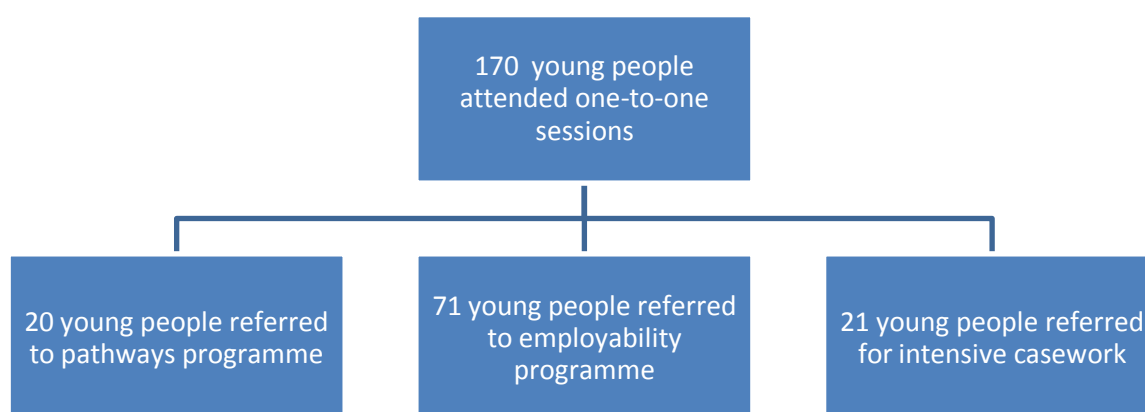 170 young people
attended one-to-one
sessions
20 young people referred
to pathways programme
71 young people referred
to employability
programme
21 young people referred
for intensive casework